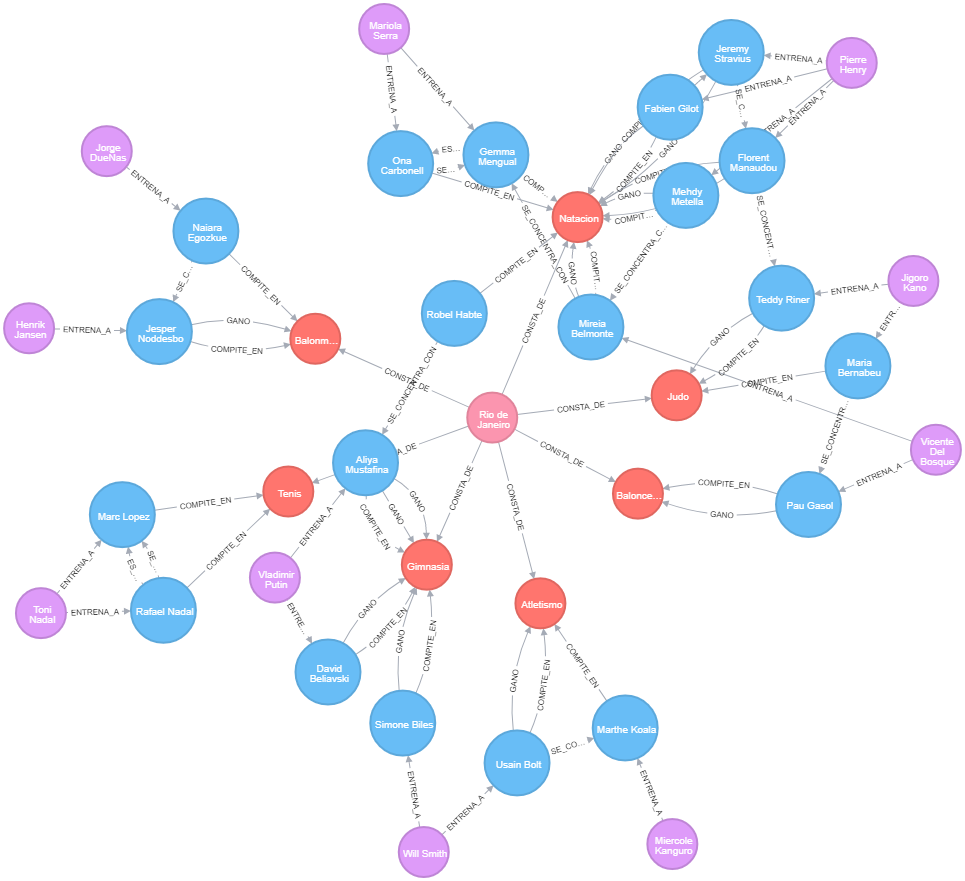 Mariola
Serra
Jeremy
Stravius
Pierre
Henry
ENTRENA_A
ENTRENA_A
ENTRENA_A
ENTRENA_A
ENTRENA_A
SE_C...
Fabien Gilot
Jorge
DueÑas
Ona
Carbonell
ES...
SE...
Gemma
Mengual
GANO
GANO
COMPITE_EN
Florent
Manaudou
ENTRENA_A
COMP...
COMPITE_EN
GANO
Mehdy
Metella
Natacion
COMPIT...
Naiara
Egozkue
SE_CONCENTRA_CON
SE_CONCENTRA_C...
SE_CONCENT...
COMPITE_EN
GANO
COMPIT...
SE_C...
COMPITE_EN
Jigoro
Kano
ENTRENA_A
Teddy Riner
ENTR...
Henrik
Jansen
ENTRENA_A
Jesper
Noddesbo
GANO
COMPITE_EN
Balonm...
Robel Habte
CONSTA_DE
Mireia
Belmonte
GANO
COMPITE_EN
Maria
Bernabeu
CONSTA_DE
SE_CONCENTRA_CON
Judo
ENTRENA_A
CONSTA_DE
Rio de
Janeiro
SE_CONCENTR...
Vicente
Del
Bosque
Aliya
Mustafina
CONSTA_DE
CONSTA_DE
CONSTA_DE
ENTRENA_A
Tenis
Balonce...
COMPITE_EN
GANO
Pau Gasol
Marc Lopez
COMPITE_EN
COMPITE_EN
ENTRENA_A
GANO
GANO
COMPITE_EN
ENTRENA_A
ES...
SE...
Vladimir
Putin
Gimnasia
Toni
Nadal
ENTRENA_A
Rafael Nadal
ENTRE...
GANO
COMPITE_EN
GANO
COMPITE_EN
Atletismo
David
Beliavski
GANO
COMPITE_EN
COMPITE_EN
Simone Biles
Marthe Koala
SE_CO...
Usain Bolt
ENTRENA_A
ENTRENA_A
ENTRENA_A
Will Smith
Miercole
Kanguro